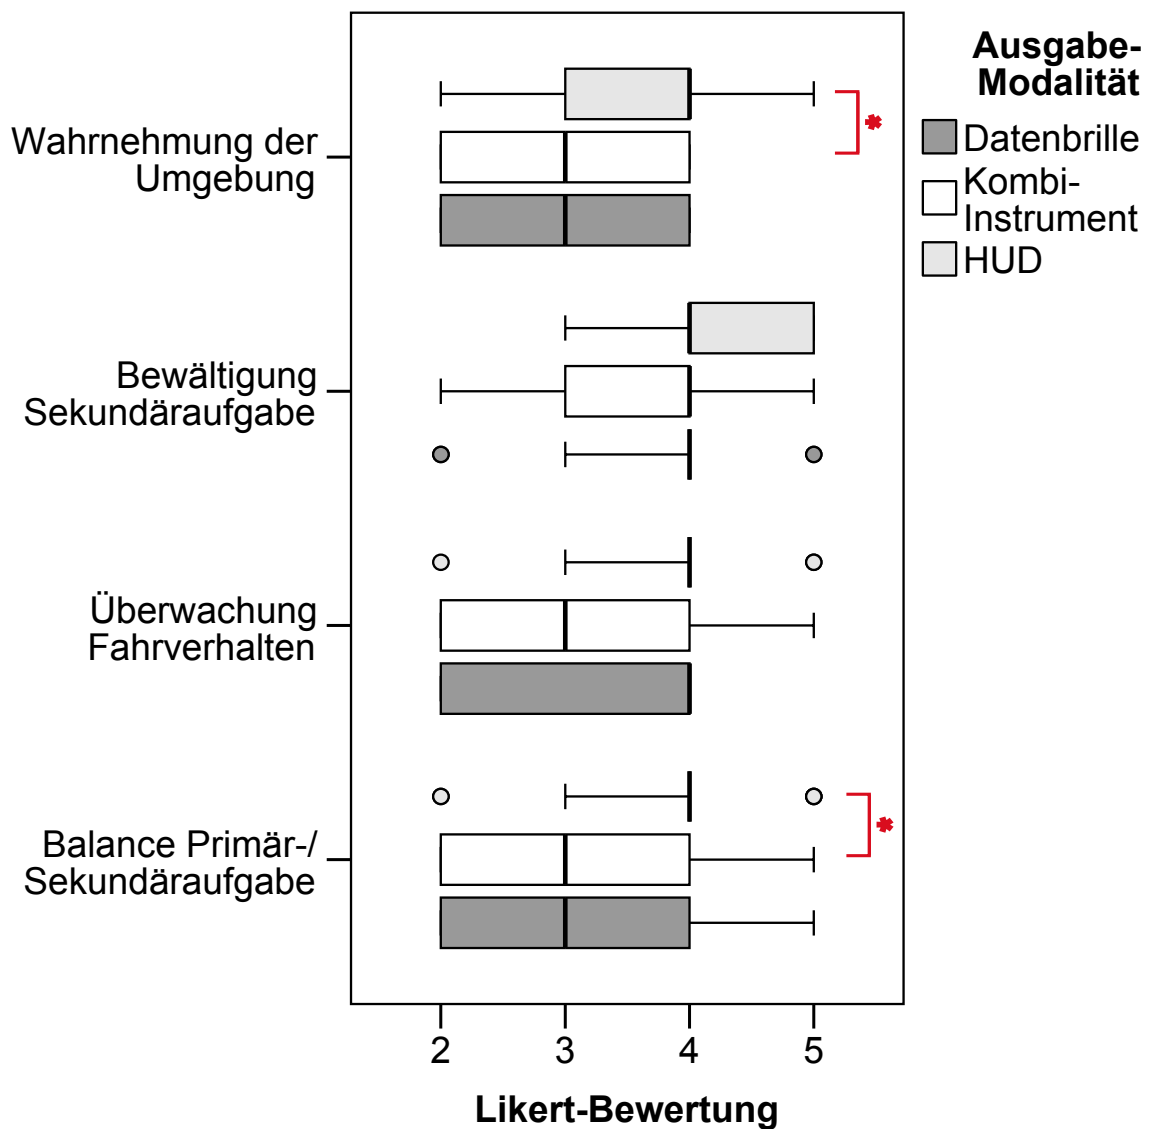 Ausgabe-
Modalität
Datenbrille
Kombi-
Instrument
HUD
Wahrnehmung der
Umgebung
Bewältigung
Sekundäraufgabe
Überwachung
Fahrverhalten
Balance Primär-/
Sekundäraufgabe
*
*
2 3 4 5
Likert-Bewertung